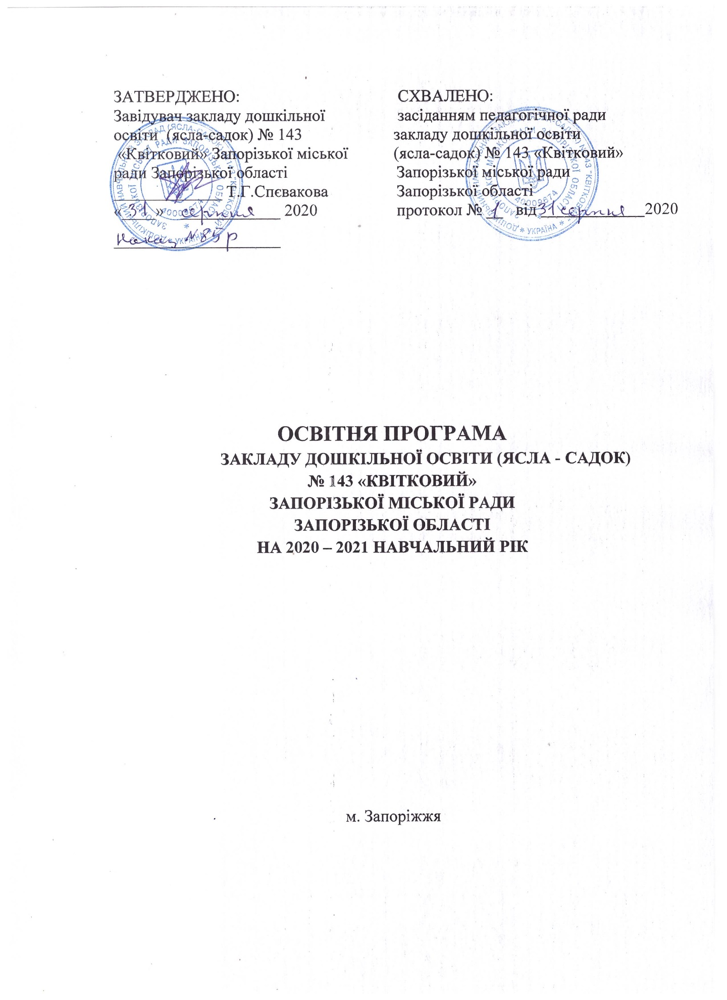 ЗАТВЕРДЖЕНО:
Завідувач закладу дошкільної
освіти (ясла-садок) № 143
«Квітковий» Запорізької міської
ради Запорізької області
Т.Г.Спєвакова
« 31 » серпня 2020
Наказ № 84р
СХВАЛЕНО:
засіданням педагогічної ради
закладу дошкільної освіти
(ясла-садок) № 143 «Квітковий»
Запорізької міської ради
Запорізької області
протокол № 1 від 31 серпня 2020
ОСВІТНЯ ПРОГРАМА
ЗАКЛАДУ ДОШКІЛЬНОЇ ОСВІТИ (ЯСЛА - САДОК)
№ 143 «КВІТКОВИЙ»
ЗАПОРІЗЬКОЇ МІСЬКОЇ РАДИ
ЗАПОРІЗЬКОЇ ОБЛАСТІ
НА 2020 – 2021 НАВЧАЛЬНИЙ РІК
м. Запоріжжя